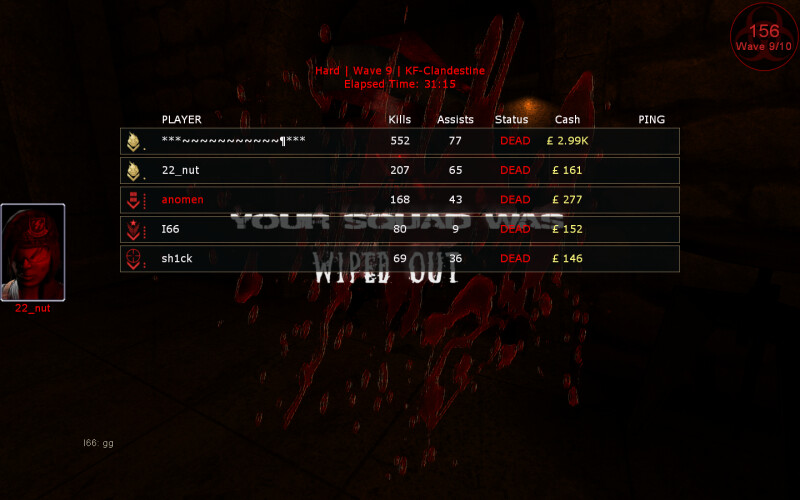 156
Wave 9/10
Hard | Wave 9 | KF-Clandestine
Elapsed Time: 31:15
PLAYER Kills Assists Status Cash PING
***~~~~~~~~~~~¶*** 552 77 DEAD £ 2.99K
22_nut 207 65 DEAD £ 161
anomen 168 43 DEAD £ 277
YOUR SQUAD WAS
I66 80 9 DEAD £ 152
sh1ck 69 36 DEAD £ 146
WIPED OUT
22_nut
I66: gg